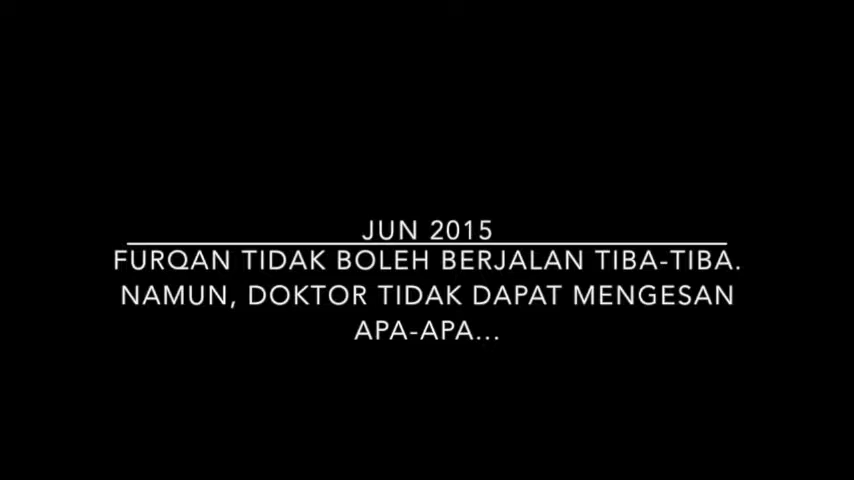 JUN 2015
FURQAN TIDAK BOLEH BERJALAN TIBA-TIBA.
NAMUN, DOKTOR TIDAK DAPAT MENGESAN
APA-APA...